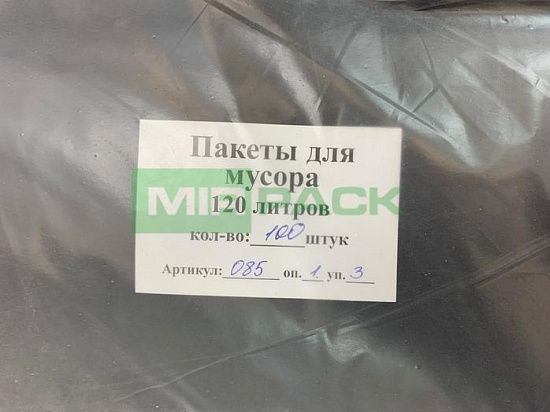 Пакеты для
мусора
MIR PACK
120 литров
кол-во: 100 штук
Артикул: 085 оп. 1 уп. 3